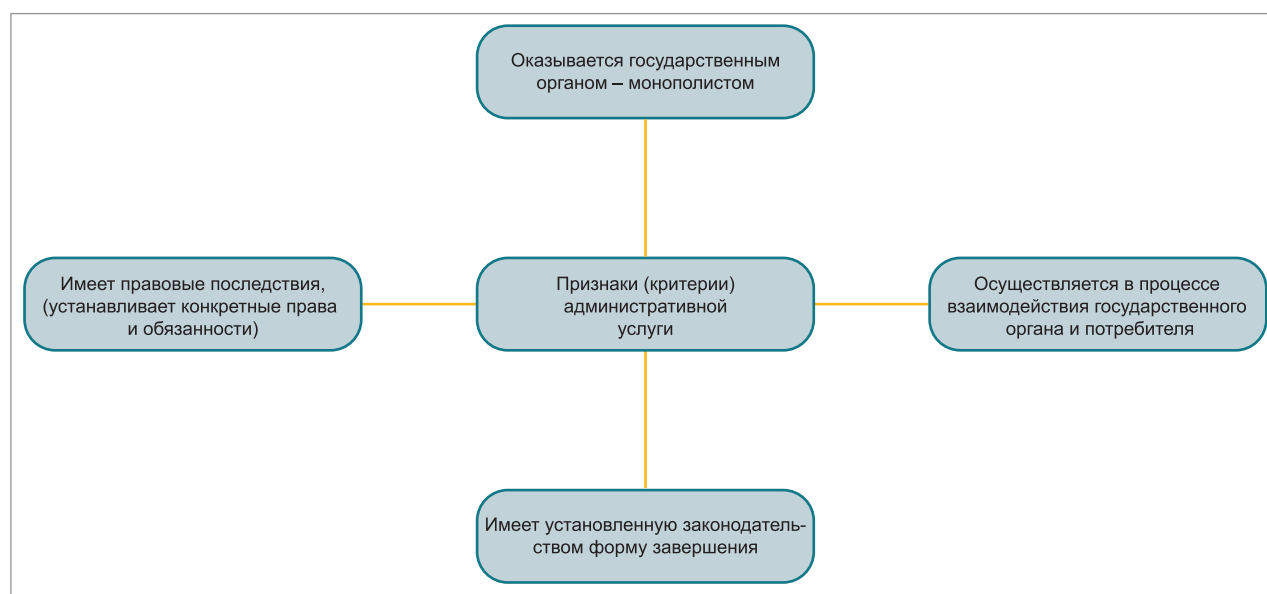 Оказывается государственным
органом – монополистом
Имеет правовые последствия,
(устанавливает конкретные права
и обязанности)
Признаки (критерии)
административной
услуги
Осуществляется в процессе
взаимодействия государственного
органа и потребителя
Имеет установленную законодатель-
ством форму завершения